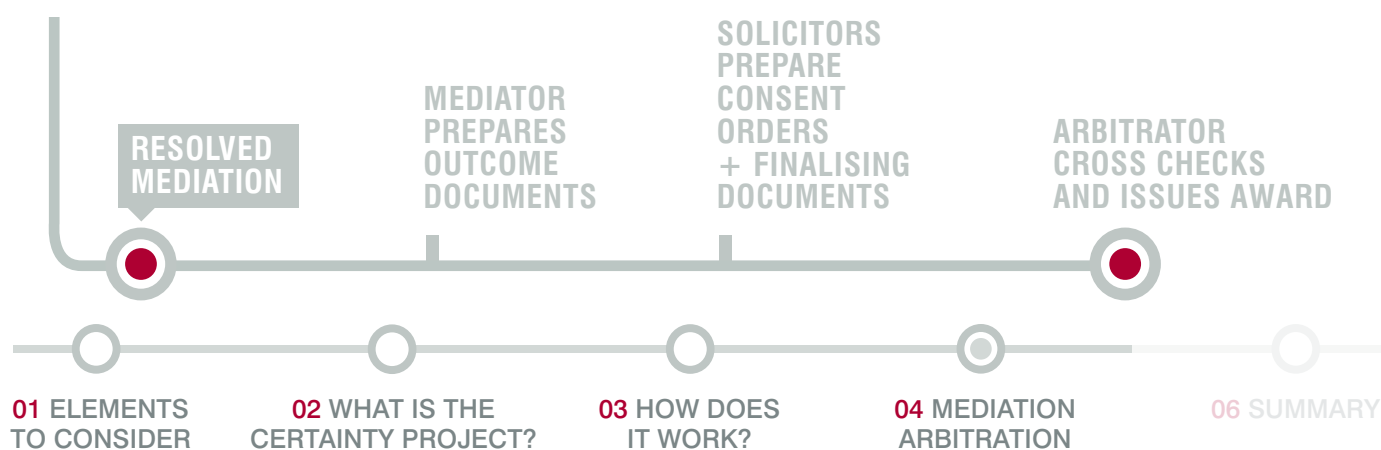 RESOLVED
MEDIATION
MEDIATOR
PREPARES
OUTCOME
DOCUMENTS
SOLICITORS
PREPARE
CONSENT
ORDERS
+ FINALISING
DOCUMENTS
ARBITRATOR
CROSS CHECKS
AND ISSUES AWARD
01 ELEMENTS
TO CONSIDER
02 WHAT IS THE
CERTAINTY PROJECT?
03 HOW DOES
IT WORK?
04 MEDIATION
ARBITRATION
06 SUMMARY